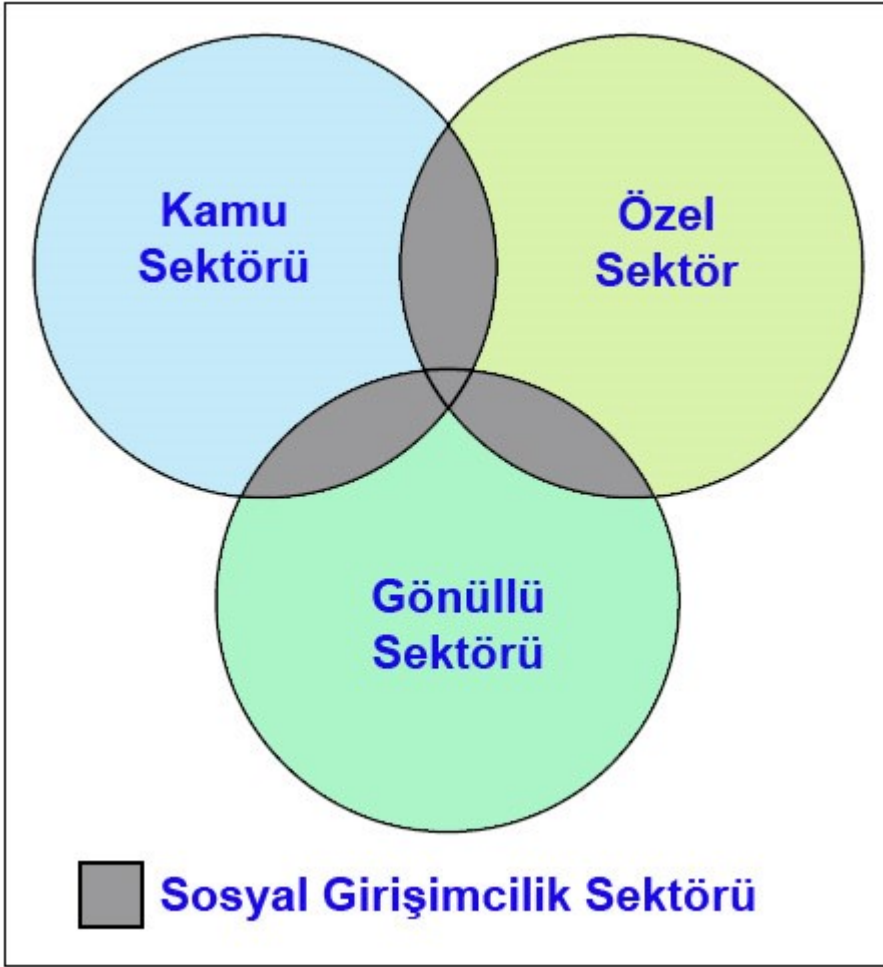 Kamu
Sektörü
Özel
Sektör
Gönüllü
Sektörü
Sosyal Girişimcilik Sektörü